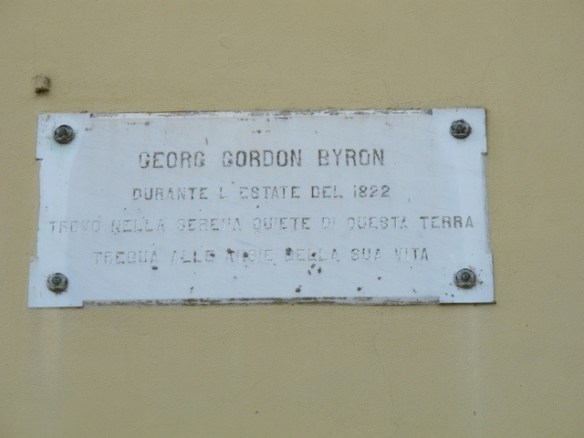 GEORG GORDON BYRON
DURANTE L'ESTATE DEL 1822
TROVO NELLA SERENA QUIETE DI QUESTA TERRA
TREGUA ALLE ANSIE DELLA SUA VITA